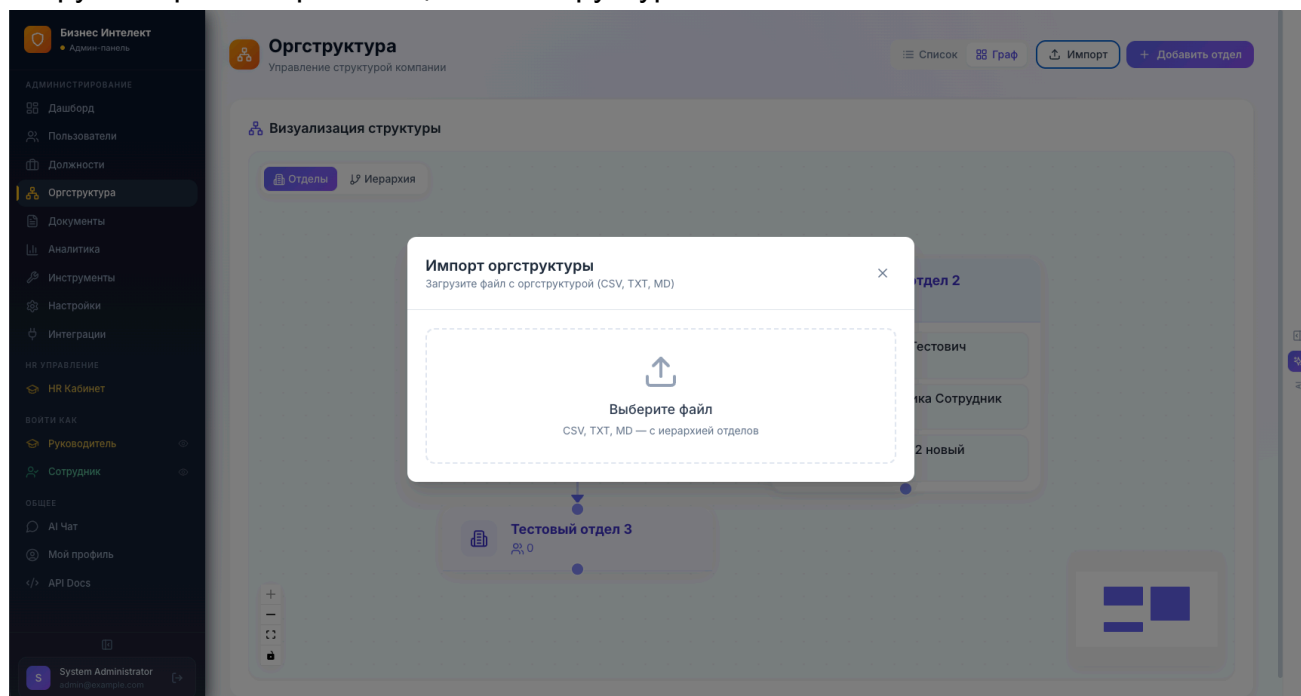 Бизнес Интелект
Админ-панель
АДМИНИСТРИРОВАНИЕ
Дашборд
Пользователи
Должности
Оргструктура
Документы
Аналитика
Инструменты
Настройки
Интеграции
HR УПРАВЛЕНИЕ
HR Кабинет
ВОЙТИ КАК
Руководитель
Сотрудник
ОБЩЕЕ
AI Чат
Мой профиль
API Docs
S
System Administrator
admin@example.com
Оргструктура
Управление структурой компании
Список
Граф
Импорт
+ Добавить отдел
Визуализация структуры
Отделы
Иерархия
Импорт оргструктуры
Загрузите файл с оргструктурой (CSV, TXT, MD)
Выберите файл
CSV, TXT, MD — с иерархией отделов
тдел 2
Тестович
ика Сотрудник
2 новый
Тестовый отдел 3
0